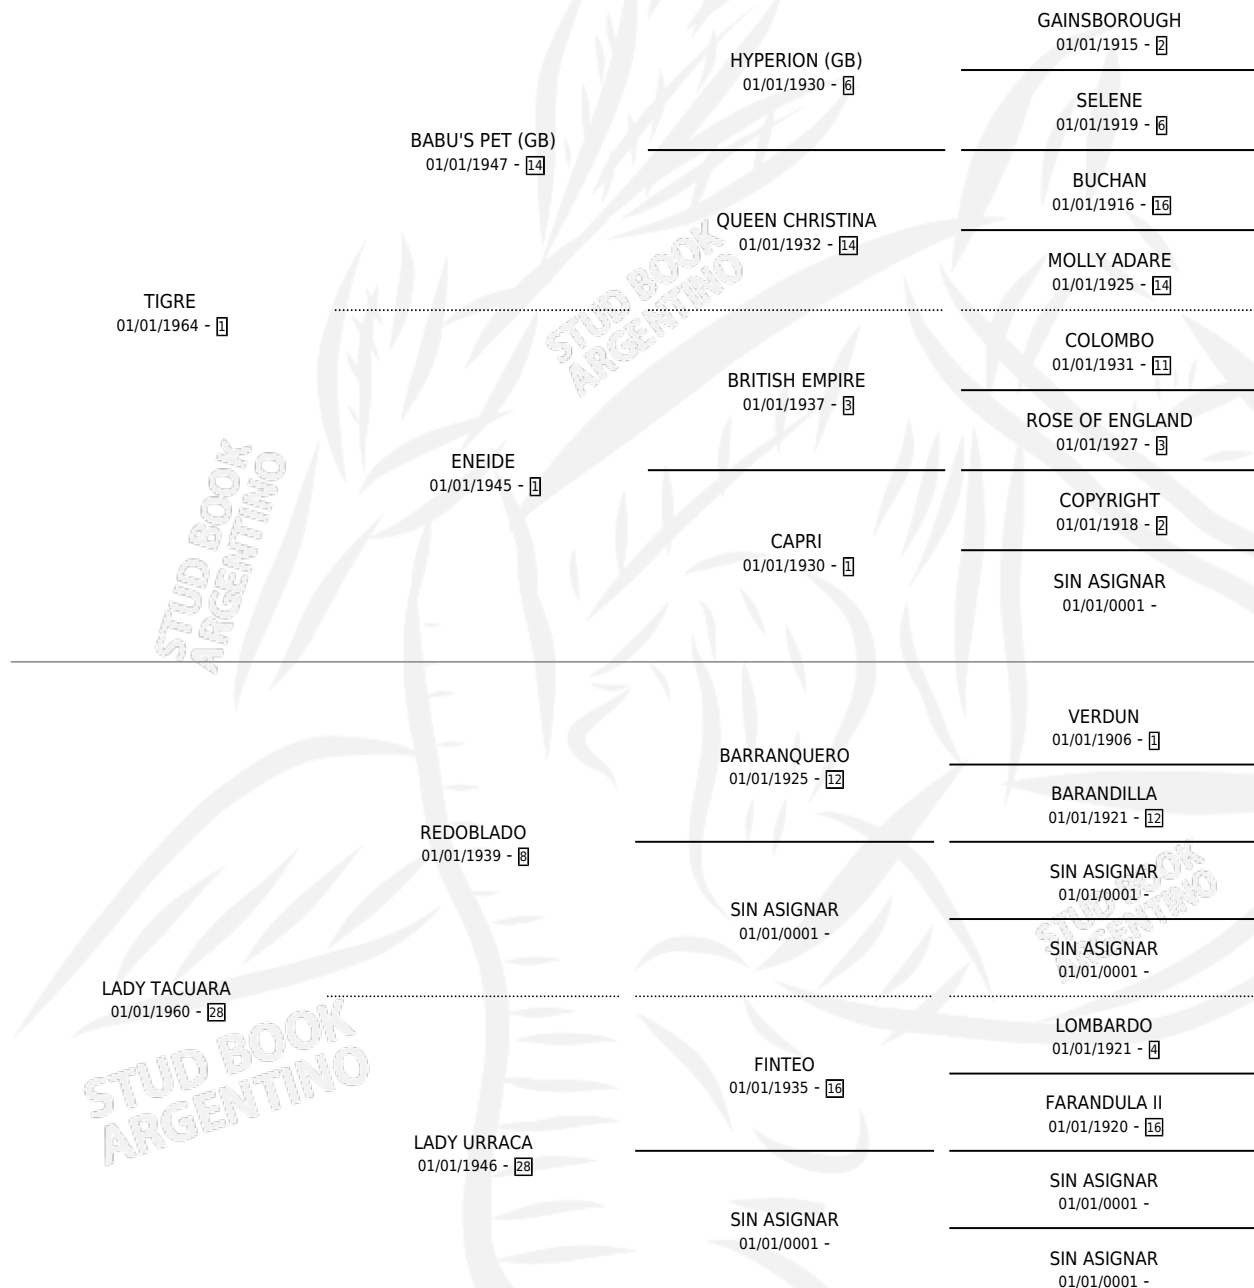 GAINSBOROUGH
01/01/1915 - 2
HYPERION (GB)
01/01/1930 - 6
SELENE
01/01/1919 - 6
BABU'S PET (GB)
01/01/1947 - 14
BUCHAN
01/01/1916 - 16
QUEEN CHRISTINA
01/01/1932 - 14
MOLLY ADARE
01/01/1925 - 14
TIGRE
01/01/1964 - 1
COLOMBO
01/01/1931 - 11
BRITISH EMPIRE
01/01/1937 - 3
ROSE OF ENGLAND
01/01/1927 - 3
ENEIDE
01/01/1945 - 1
COPYRIGHT
01/01/1918 - 2
CAPRI
01/01/1930 - 1
SIN ASIGNAR
01/01/0001 -
VERDUN
01/01/1906 - 1
BARRANQUERO
01/01/1925 - 12
BARANDILLA
01/01/1921 - 12
REDOBLADO
01/01/1939 - 8
SIN ASIGNAR
01/01/0001 -
SIN ASIGNAR
01/01/0001 -
SIN ASIGNAR
01/01/0001 -
LADY TACUARA
01/01/1960 - 28
LOMBARDO
01/01/1921 - 4
FINTEO
01/01/1935 - 16
FARANDULA II
01/01/1920 - 16
LADY URRACA
01/01/1946 - 28
SIN ASIGNAR
01/01/0001 -
SIN ASIGNAR
01/01/0001 -
SIN ASIGNAR
01/01/0001 -
STUD BOOK
ARGENTINO
STUD BOOK
ARGENTINO
STUD BOOK
ARGENTINO
STUD BOOK
ARGENTINO